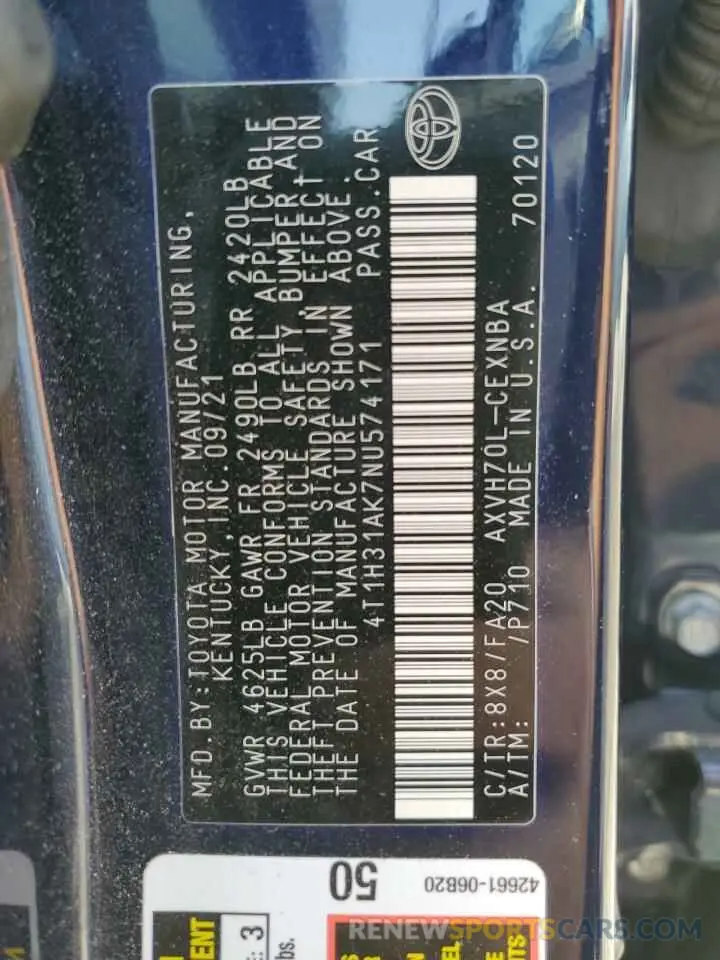 MFD. BY:TOYOTA MOTOR MANUFACTURING,
KENTUCKY,INC. 09/21
GVWR 4625LB GAWR FR 2490LB RR 2420LB
THIS VEHICLE CONFORMS TO ALL APPLICABLE
FEDERAL MOTOR VEHICLE SAFETY, BUMPER AND
THEFT PREVENTION STANDARDS IN EFFECT ON
THE DATE OF MANUFACTURE SHOWN ABOVE.
4T1H31AK7NU574171 PASS.CAR
C/TR:8X8/FA20 AXVH70L-CEXNBA 70120
A/TM: /P710 MADE IN U.S.A.
50
42661-06B20
ENT
3
lbs.
RENEWSPORTSCARS.COM